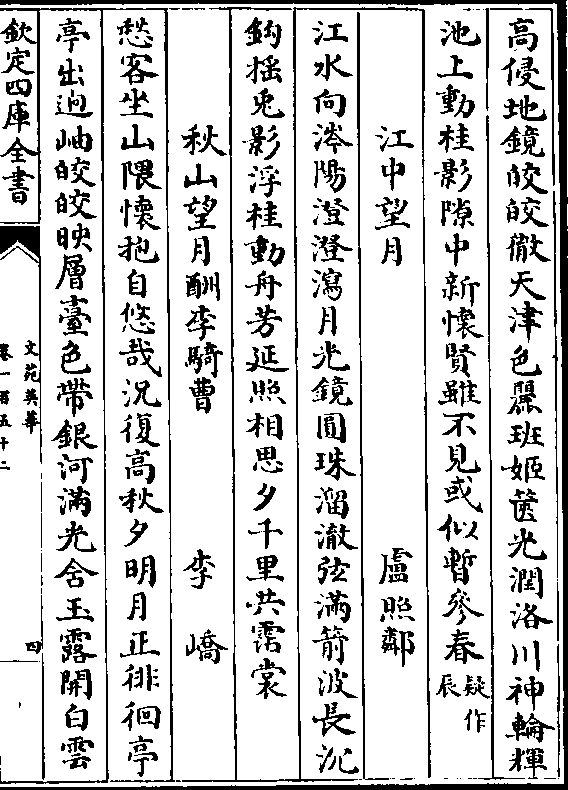 高侵地鏡皎皎徹天津色麗班姬篋光潤洛川神輪輝
池上動桂影隙中新懷賢雖不見或似暫參春疑作辰
江中望月 盧照鄰
江水向涔陽澄澄瀉月光鏡圓珠溜澈弦滿箭波長沉
鈎搖兎影浮桂動舟芳延照相思夕千里共霑裳
秋山望月酬李騎曹 李嶠
愁客坐山隈懷抱自悠哉況復高秋夕明月正徘徊亭
亭出迥岫皎皎映層臺色帶銀河滿光含玉露開白雲
欽定四庫全書
文苑英華
卷一百五十二
四